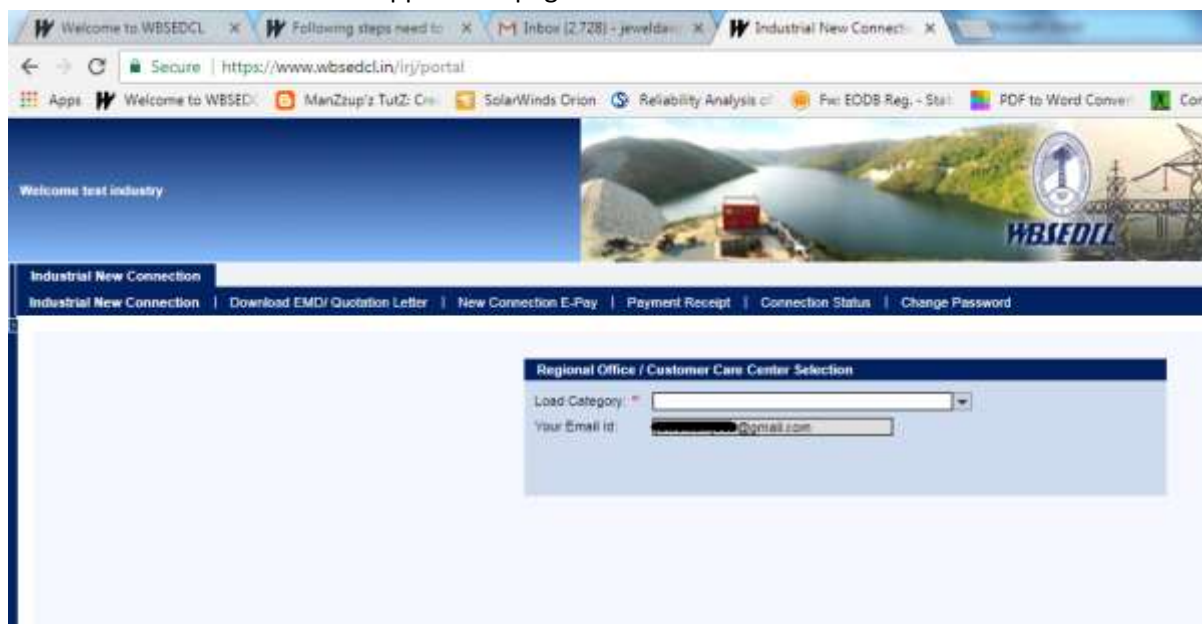 Welcome to WBSEDCL
Following steps need to
Inbox (2,728) - jewelda
Industrial New Connect
Secure | https://www.wbsedcl.in/irj/portal
Apps
Welcome to WBSED
ManZzup'z TutZ: Cre
SolarWinds Orion
Reliability Analysis of
Fw: EODB Reg. - Stat
PDF to Word Conver
Cor
Welcome test industry
WBSEDCL
Industrial New Connection
Industrial New Connection | Download EMD/ Quotation Letter | New Connection E-Pay | Payment Receipt | Connection Status | Change Password
Regional Office / Customer Care Center Selection
Load Category: *
Your Email Id: @gmail.com